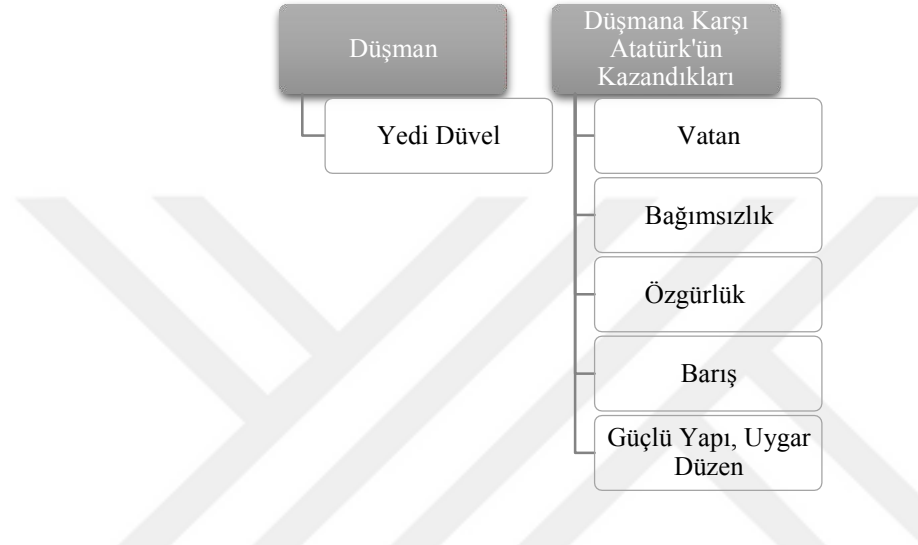 Düşman
Yedi Düvel
Düşmana Karşı
Atatürk'ün
Kazandıkları
Vatan
Bağımsızlık
Özgürlük
Barış
Güçlü Yapı, Uygar
Düzen